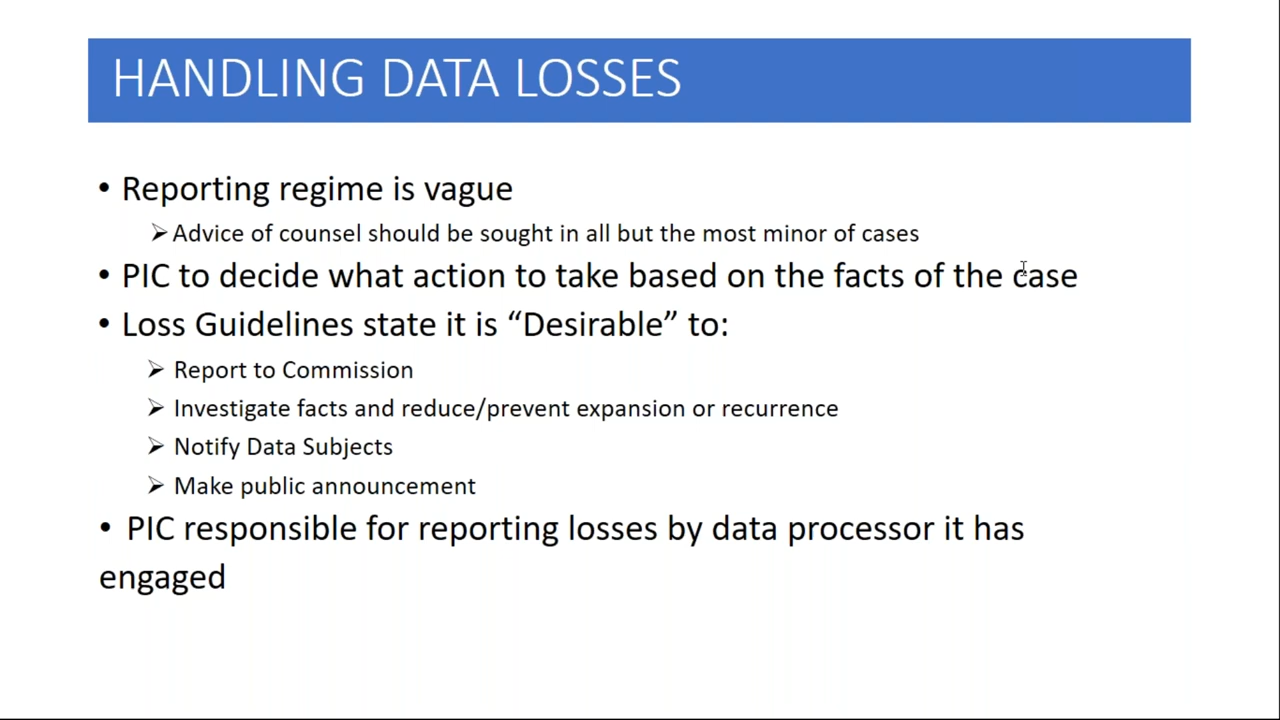 HANDLING DATA LOSSES
• Reporting regime is vague
➢ Advice of counsel should be sought in all but the most minor of cases
• PIC to decide what action to take based on the facts of the case
• Loss Guidelines state it is “Desirable” to:
➢ Report to Commission
➢ Investigate facts and reduce/prevent expansion or recurrence
➢ Notify Data Subjects
➢ Make public announcement
• PIC responsible for reporting losses by data processor it has
engaged